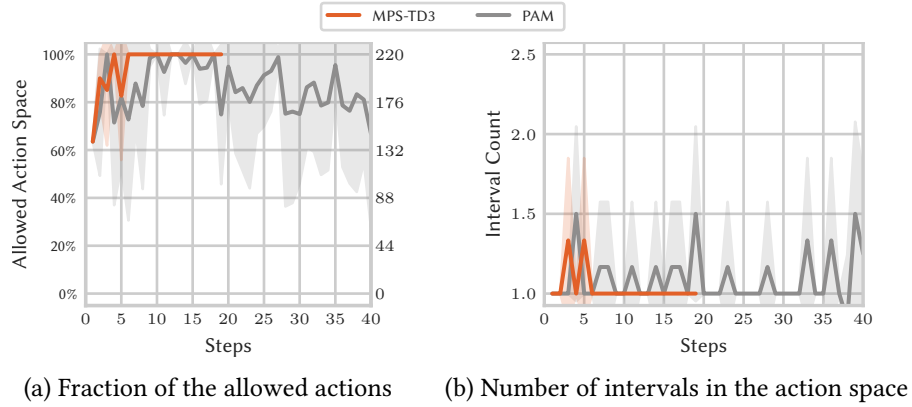 MPS-TD3 PAM
100% 220
80% 176
60% 132
40% 88
20% 44
0% 0
0 5 10 15 20 25 30 35 40
Steps
Allowed Action Space
2.5
2.0
1.5
1.0
0 5 10 15 20 25 30 35 40
Steps
Interval Count
(a) Fraction of the allowed actions
(b) Number of intervals in the action space